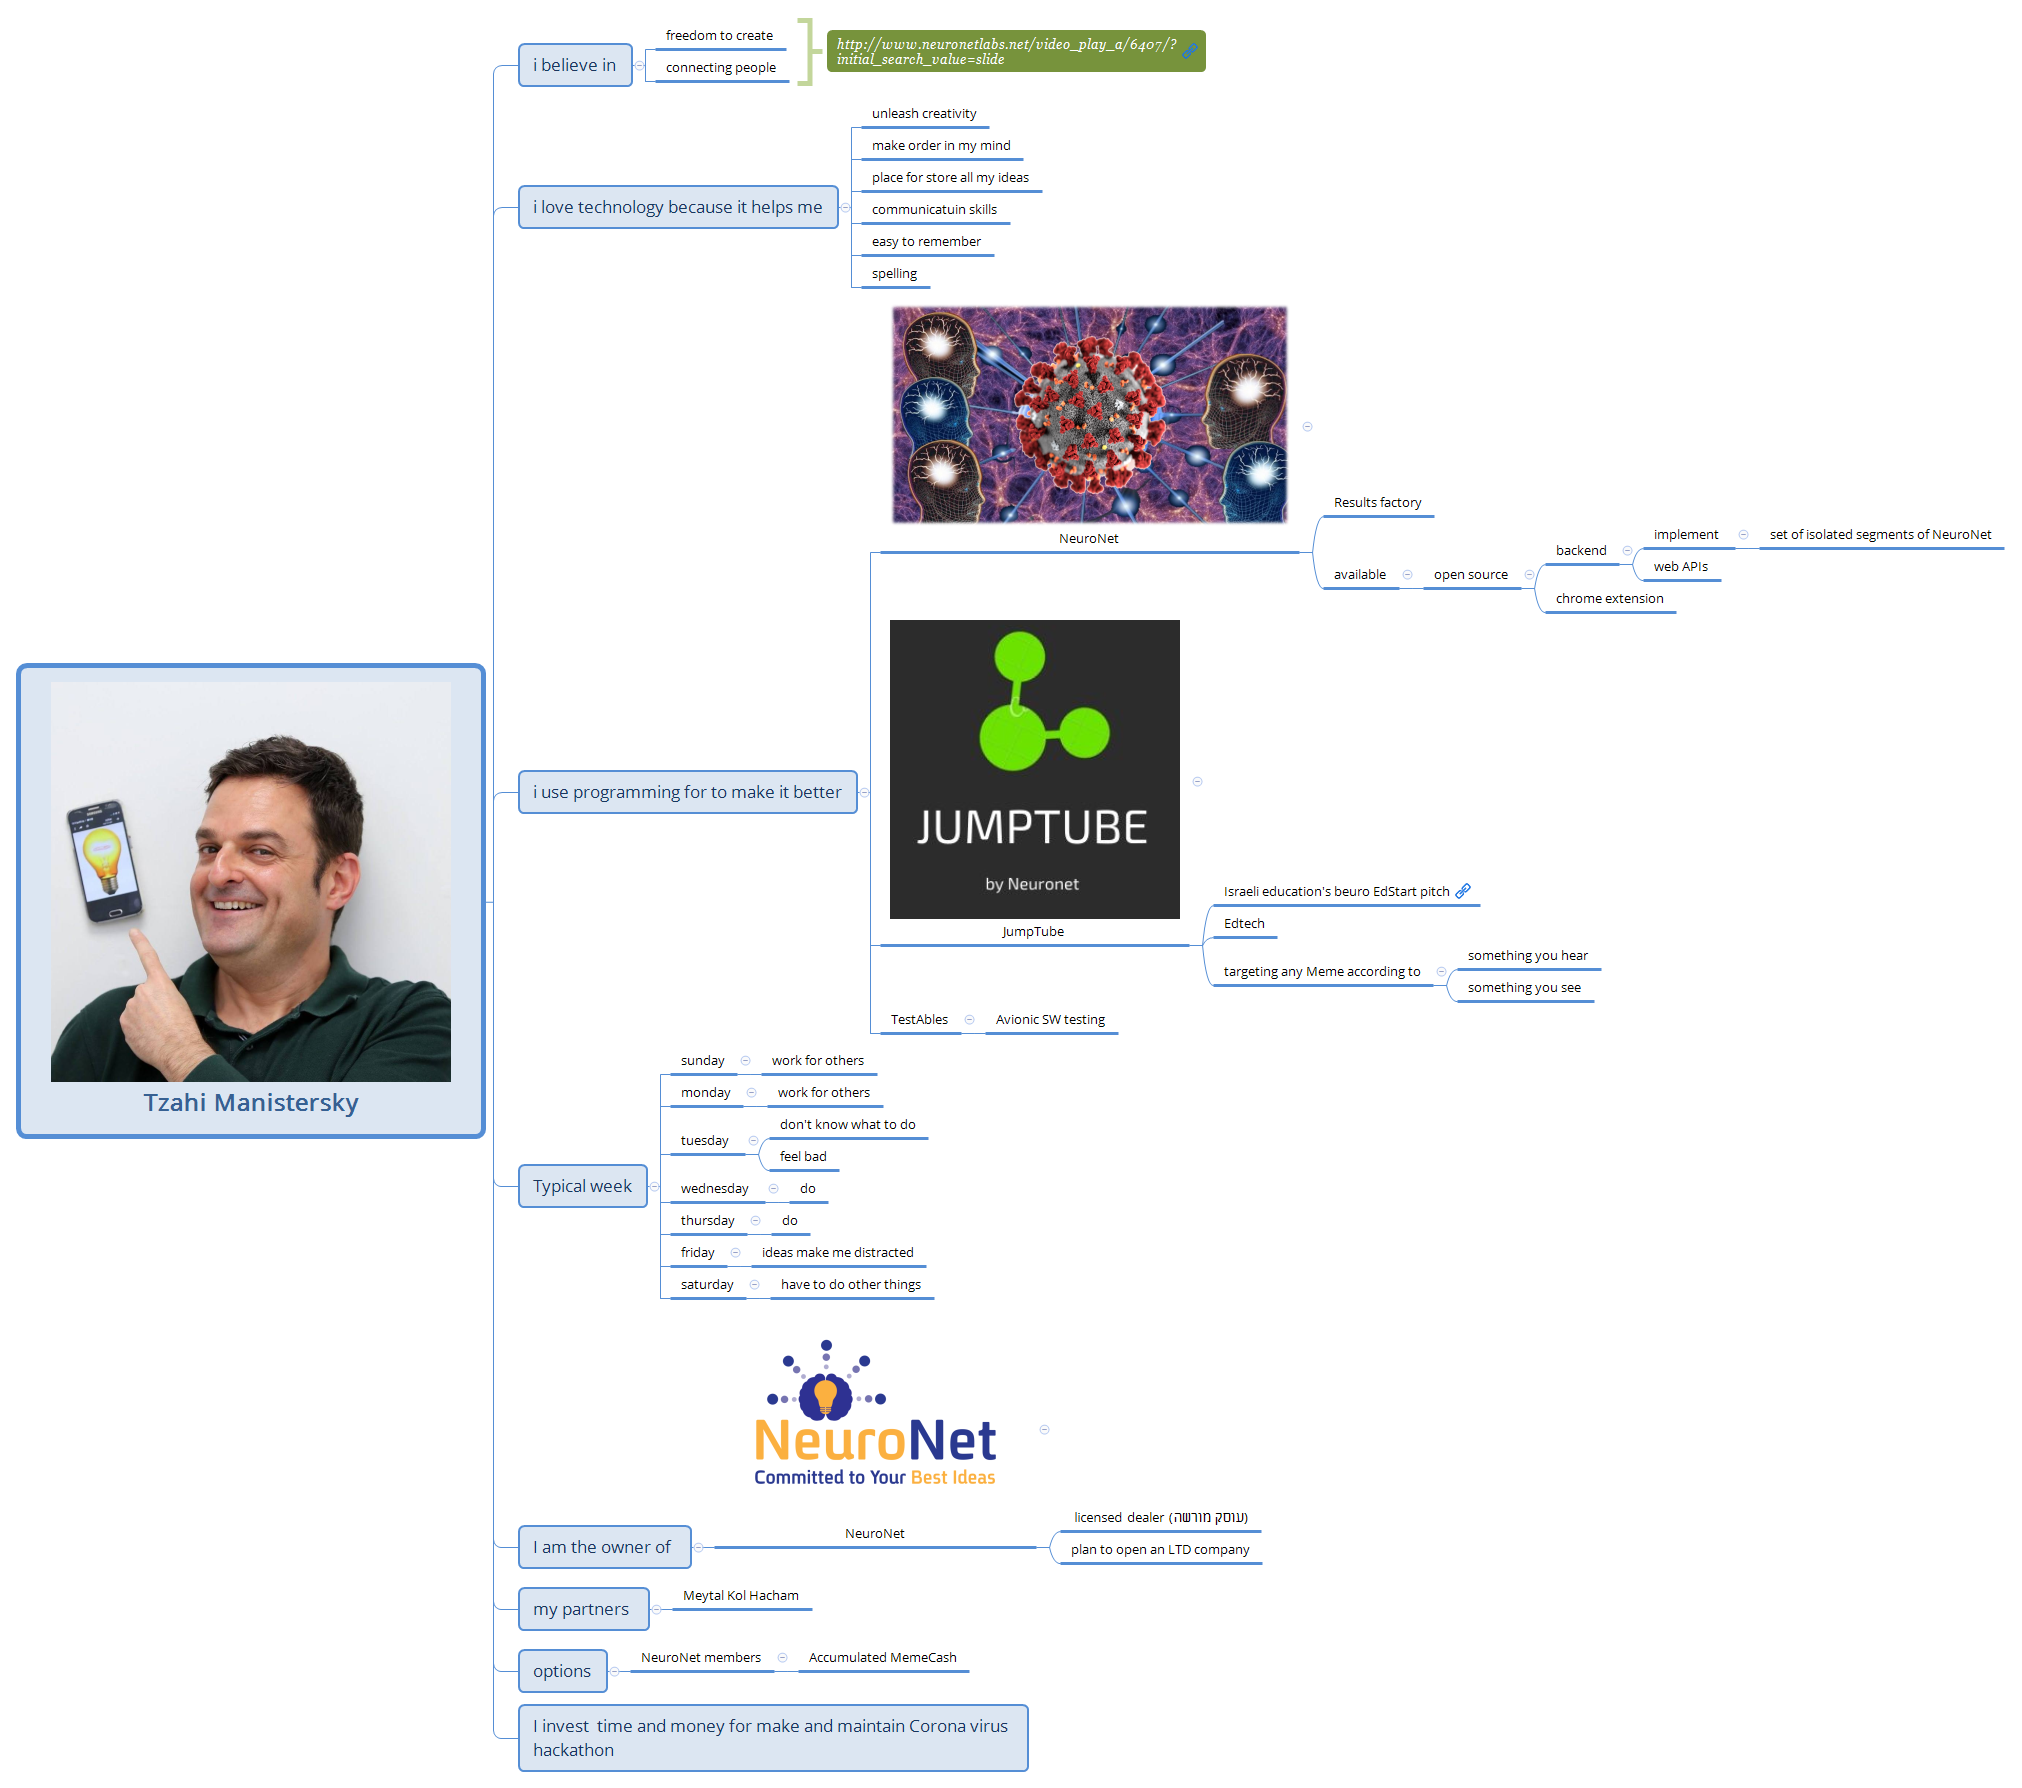 i believe in
freedom to create
connecting people
http://www.neuronetlabs.net/video_play_a/6407/?
initial_search_value=slide
i love technology because it helps me
unleash creativity
make order in my mind
place for store all my ideas
communicatuin skills
easy to remember
spelling
i use programming for to make it better
NeuroNet
Results factory
available
open source
backend
implement
set of isolated segments of NeuroNet
web APIs
chrome extension
JUMPTUBE
by Neuronet
JumpTube
Israeli education's beuro EdStart pitch
Edtech
targeting any Meme according to
something you hear
something you see
TestAbles
Avionic SW testing
Tzahi Manistersky
Typical week
sunday
work for others
monday
work for others
tuesday
don't know what to do
feel bad
wednesday
do
thursday
do
friday
ideas make me distracted
saturday
have to do other things
NeuroNet
Committed to Your Best Ideas
I am the owner of
NeuroNet
licensed dealer (עוסק מורשה)
plan to open an LTD company
my partners
Meytal Kol Hacham
options
NeuroNet members
Accumulated MemeCash
I invest  time and money for make and maintain Corona virus
hackathon